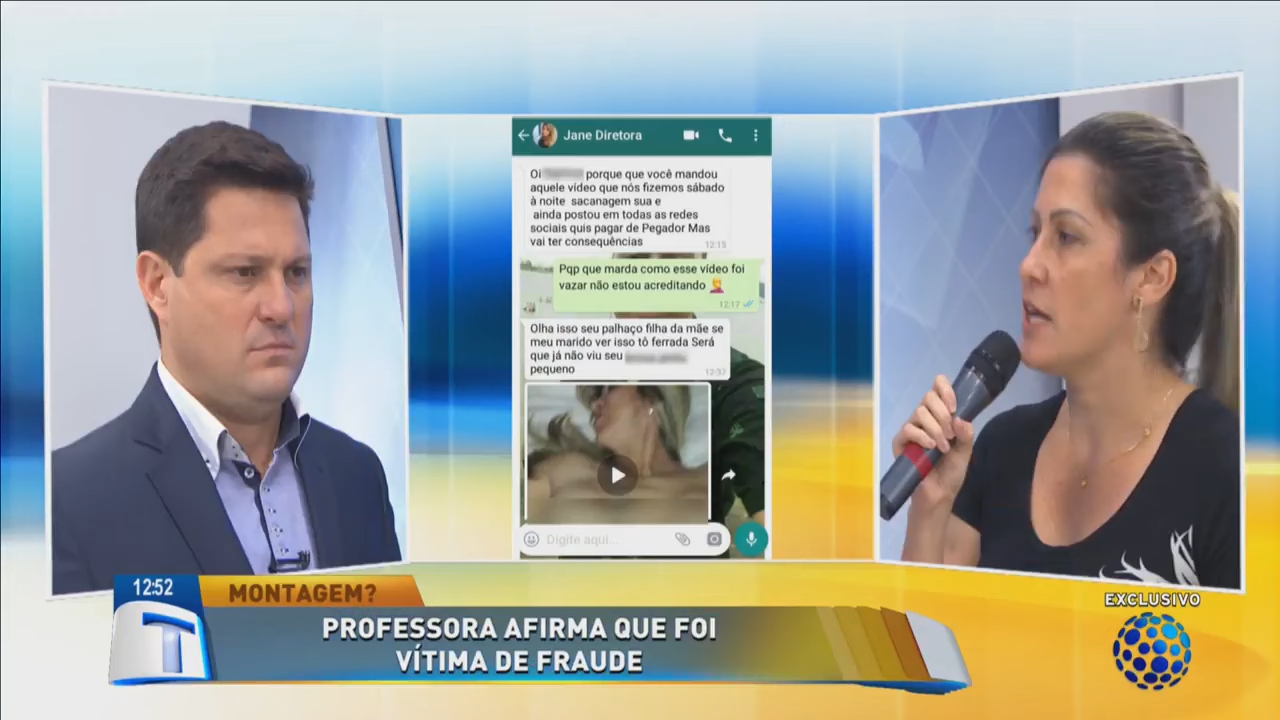 Jane Diretora
Oi porque que você mandou
aquele vídeo que nós fizemos sábado
à noite sacanagem sua e
ainda postou em todas as redes
sociais quis pagar de Pegador Mas
vai ter consequências
12:15
Pqp que marda como esse vídeo foi
vazar não estou acreditando
12:17
Olha isso seu palhaço filha da mãe se
meu marido ver isso tô ferrada Será
que já não viu seu
pequeno
12:37
Digite aqui...
12:52
MONTAGEM?
T
PROFESSORA AFIRMA QUE FOI
VÍTIMA DE FRAUDE
EXCLUSIVO